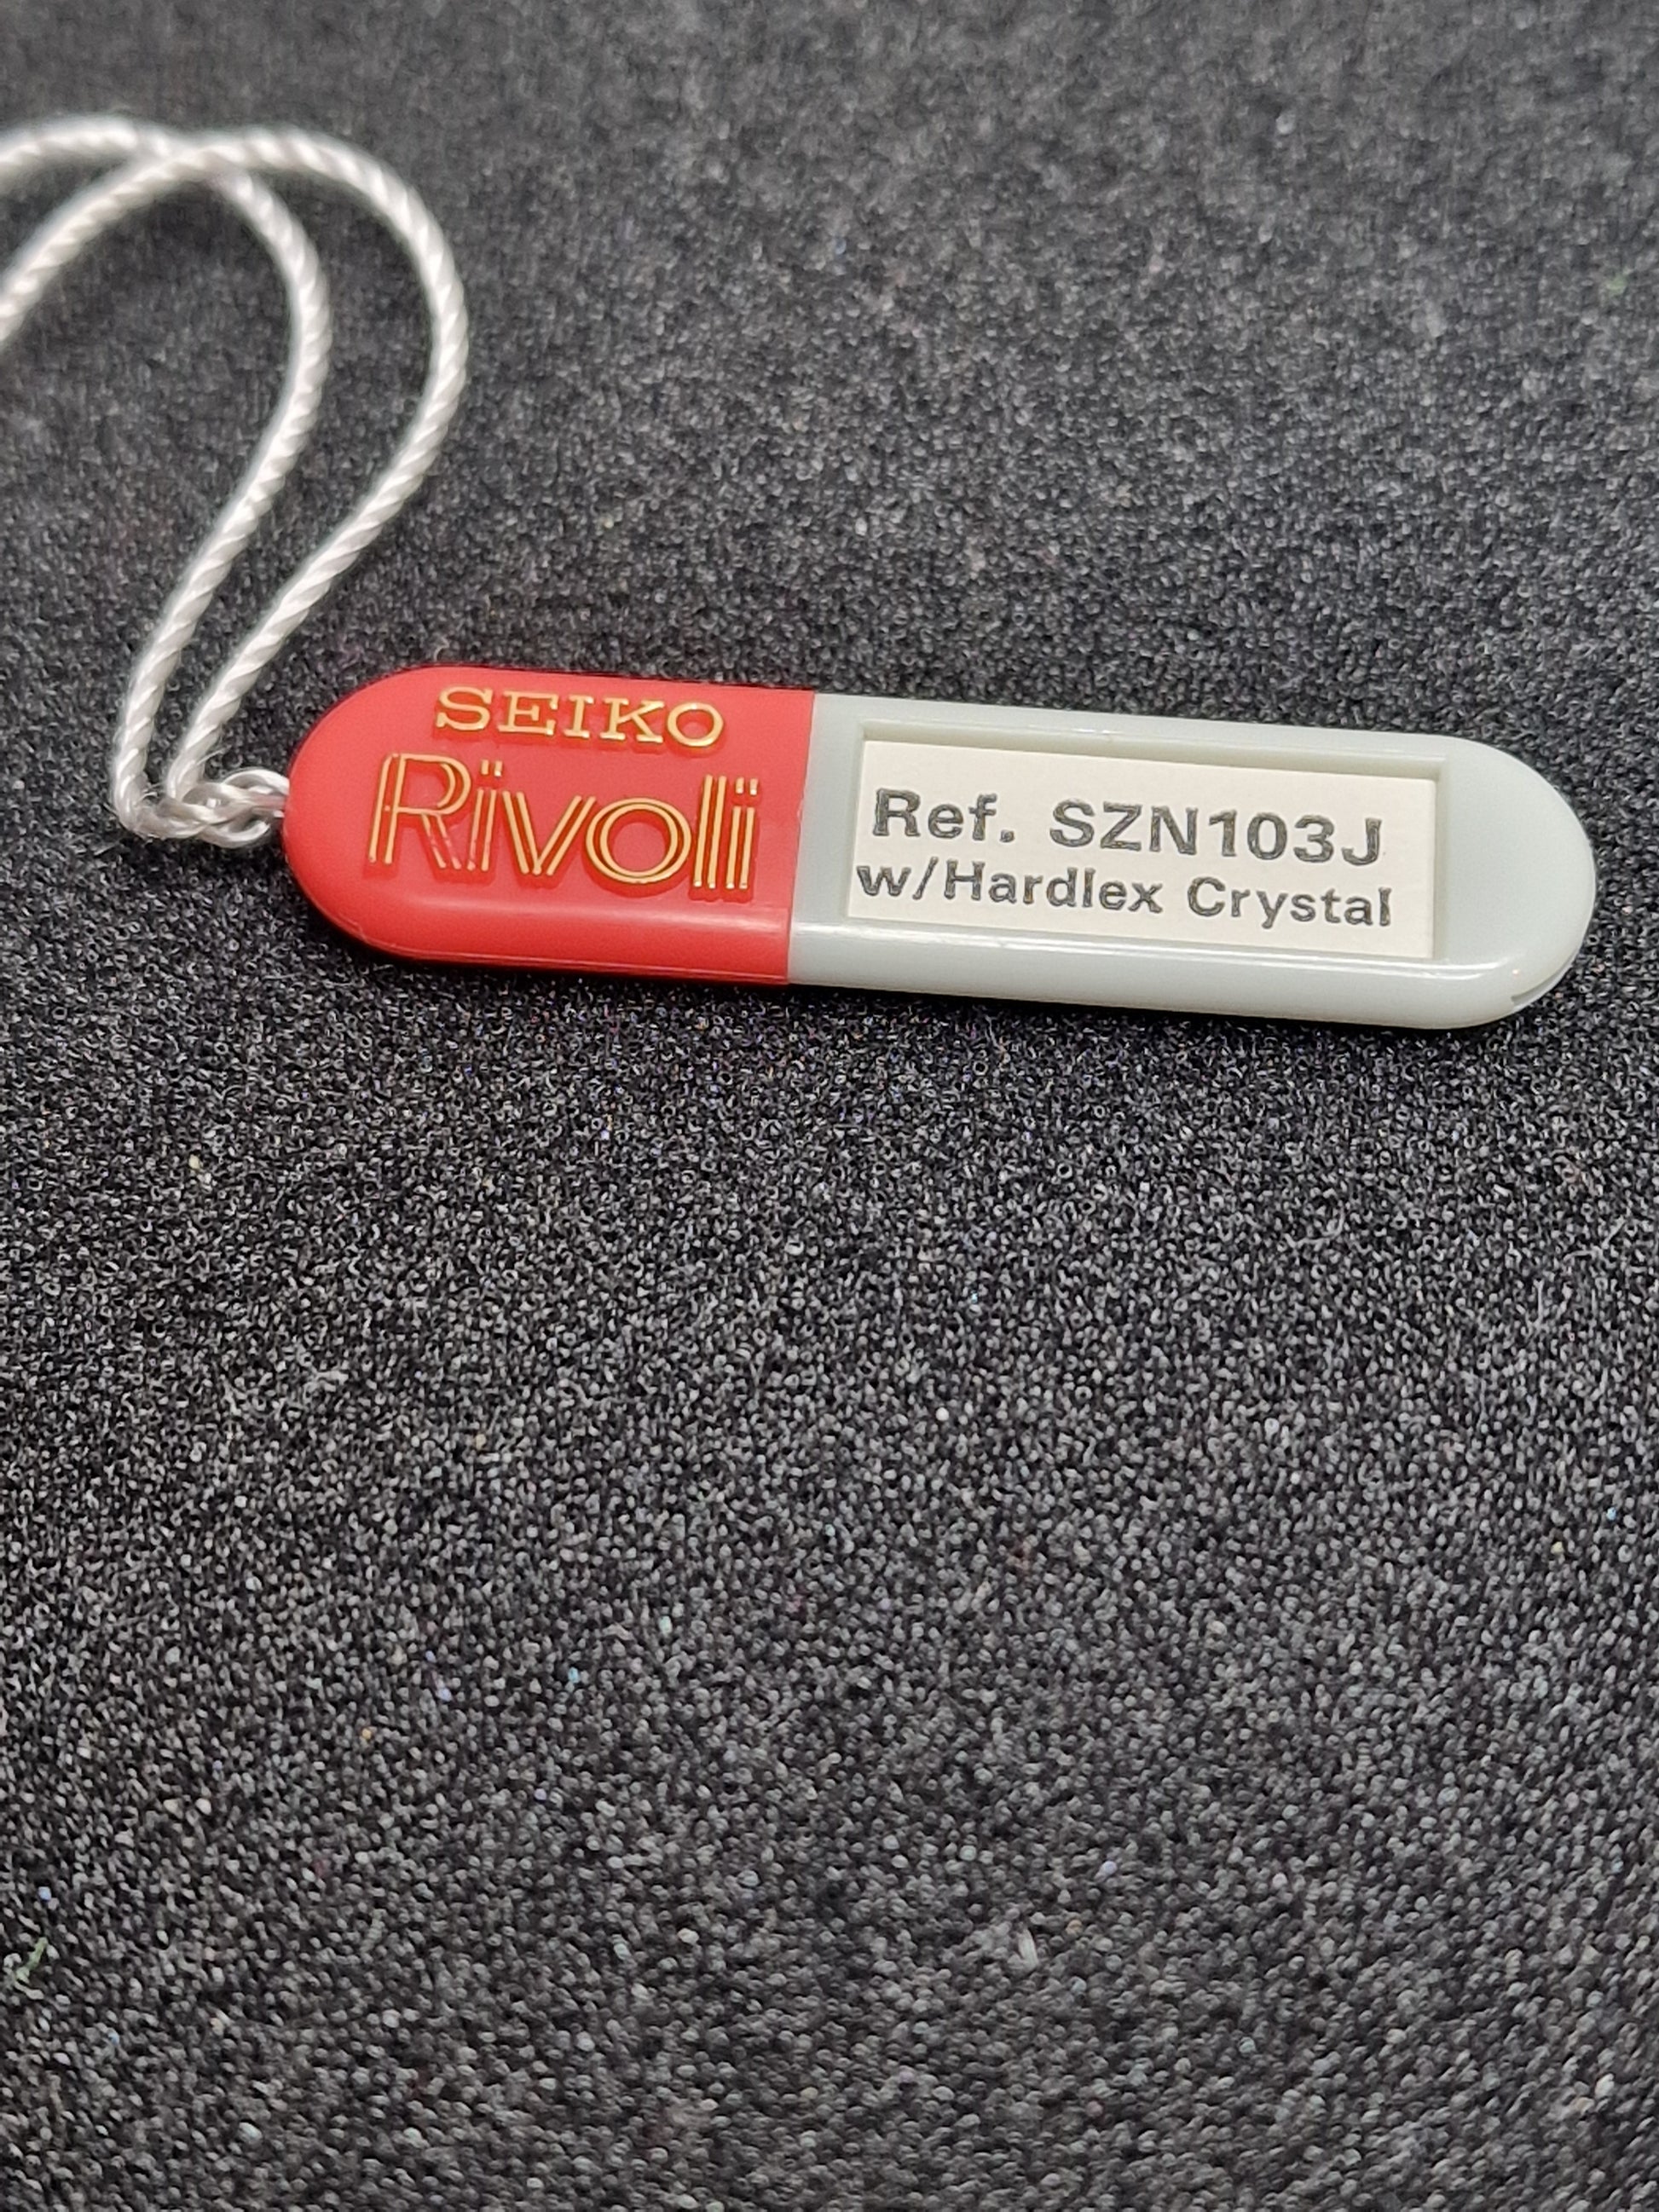 SEIKO
Rivoli
Ref. SZN103J
w/Hardlex Crystal